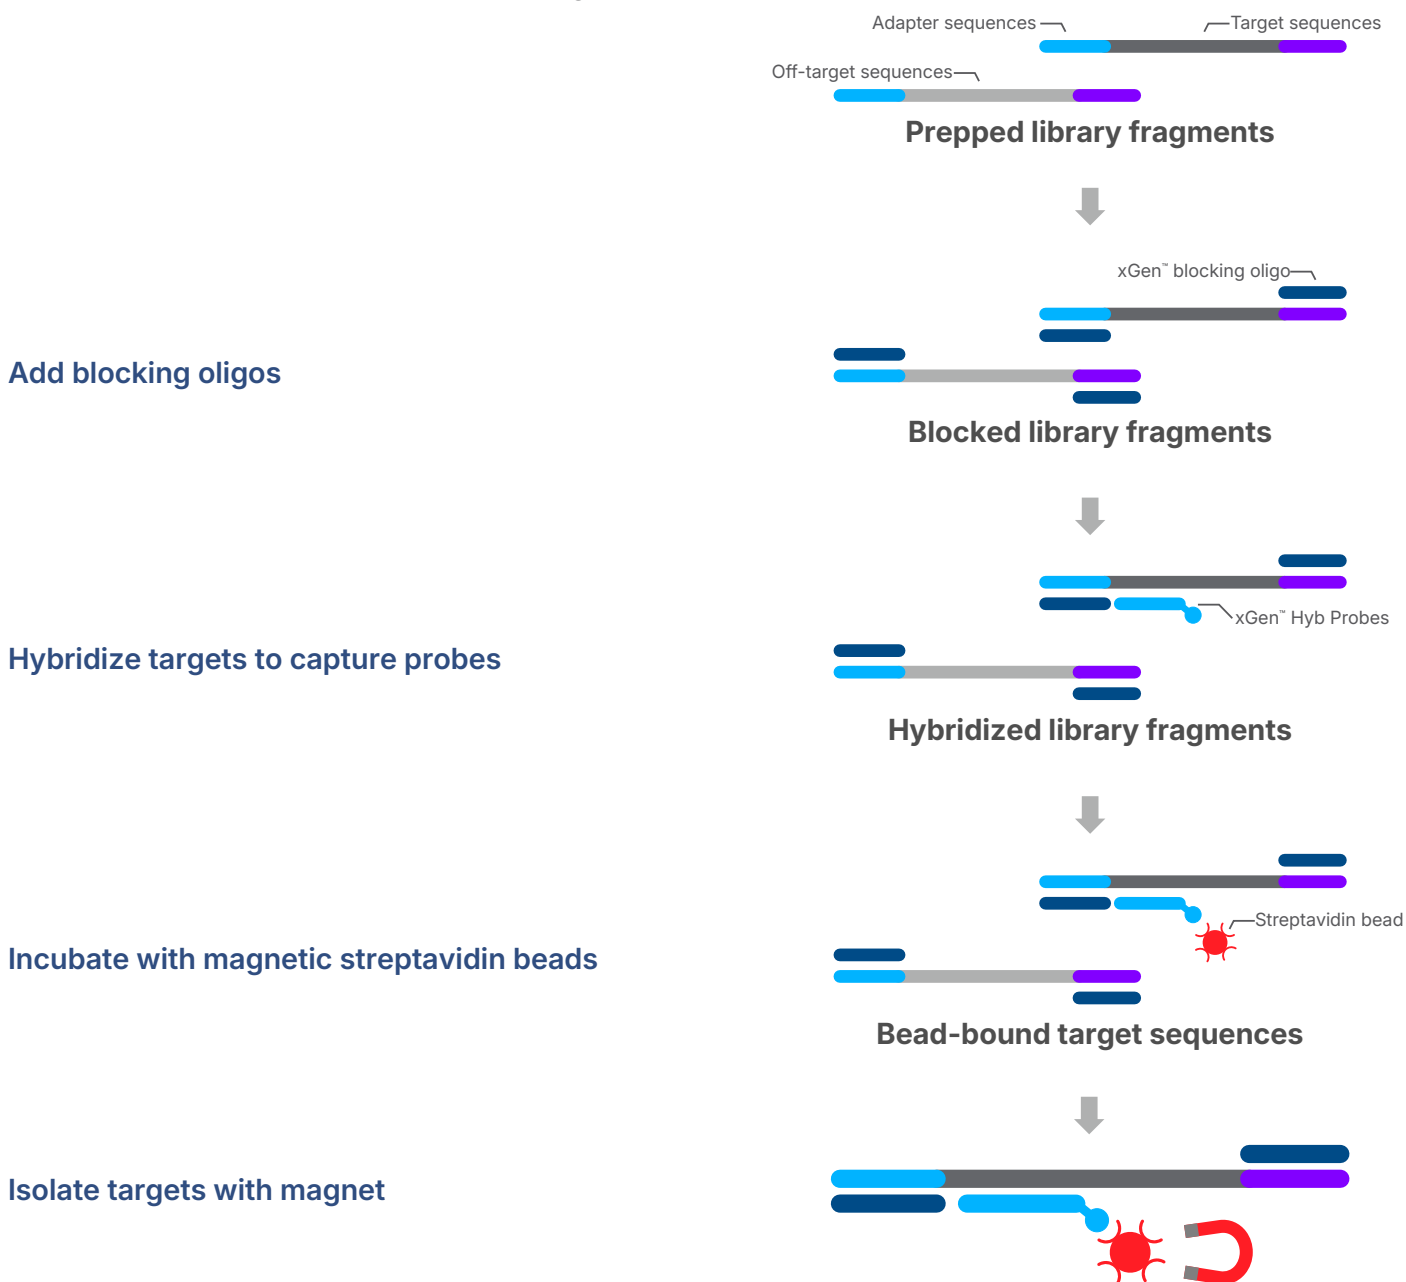 Adapter sequences
Target sequences
Off-target sequences
Prepped library fragments
xGen™ blocking oligo
Add blocking oligos
Blocked library fragments
xGen™ Hyb Probes
Hybridize targets to capture probes
Hybridized library fragments
Streptavidin bead
Incubate with magnetic streptavidin beads
Bead-bound target sequences
Isolate targets with magnet